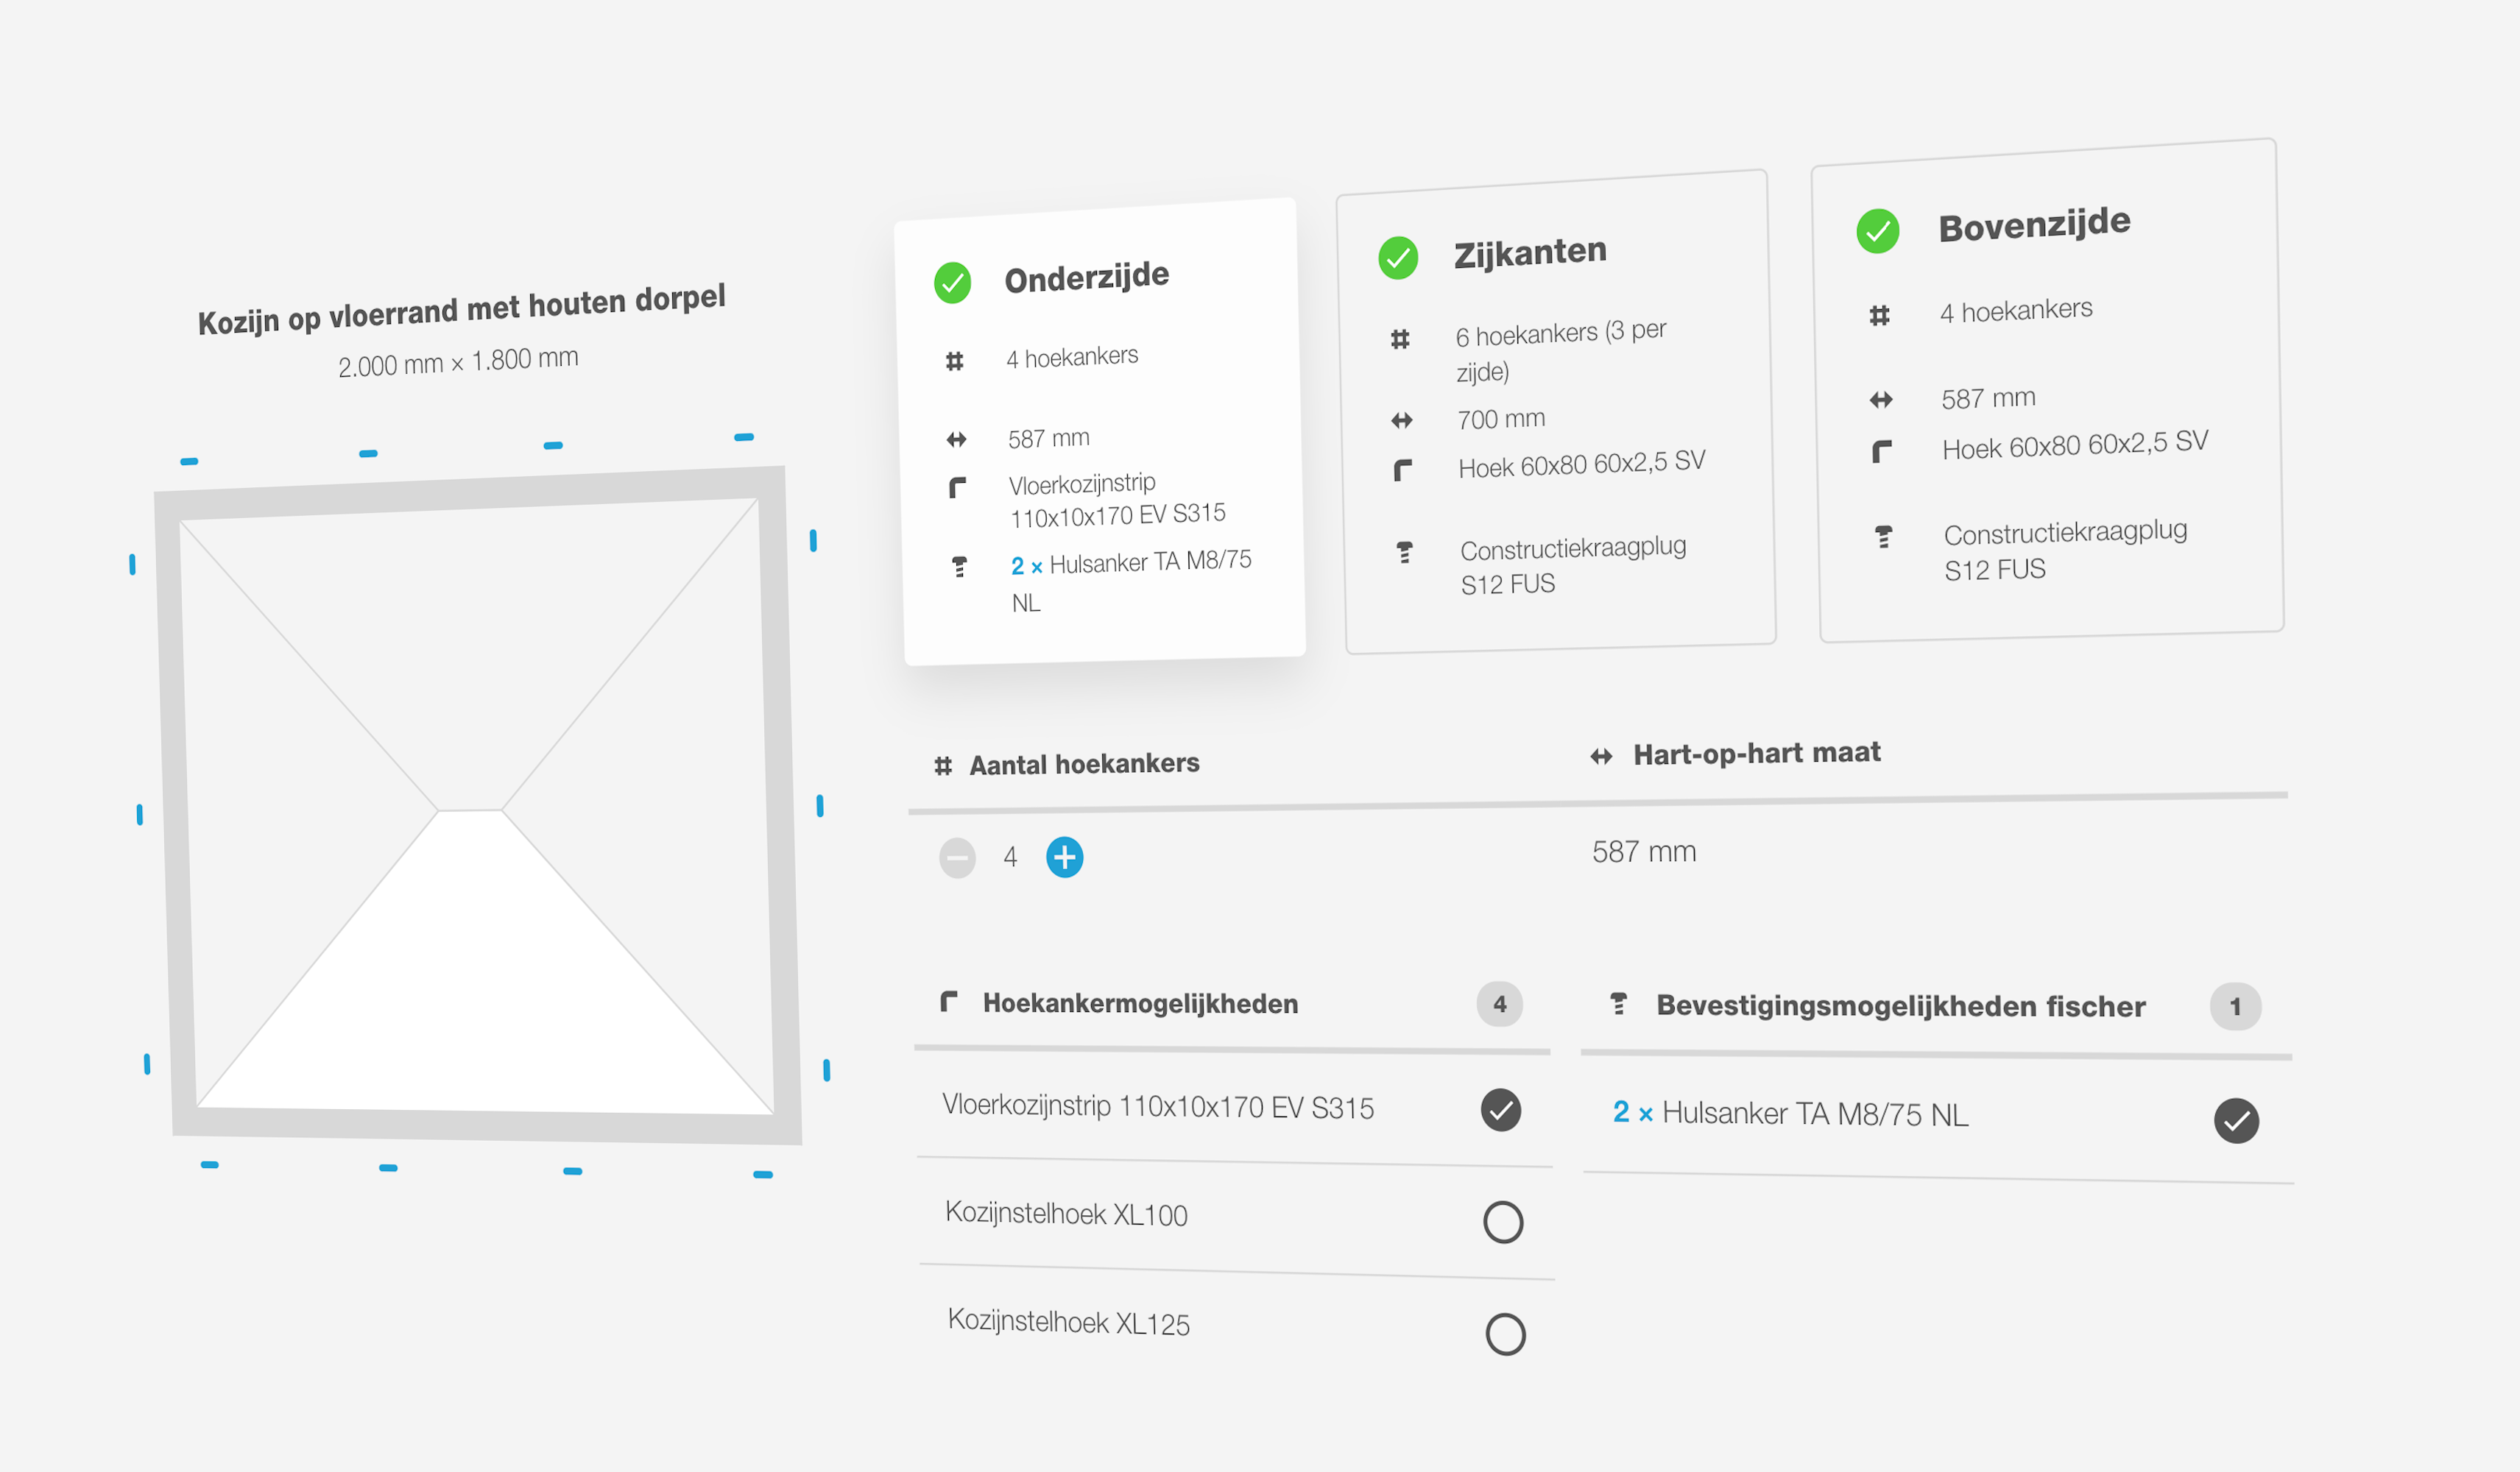 Kozijn op vloerrand met houten dorpel
2.000 mm × 1.800 mm
Onderzijde
4 hoekankers
587 mm
Vloerkozijnstrip
110x10x170 EV S315
2 × Hulsanker TA M8/75
NL
Zijkanten
6 hoekankers (3 per
zijde)
700 mm
Hoek 60x80 60x2,5 SV
Constructiekraagplug
S12 FUS
Bovenzijde
4 hoekankers
587 mm
Hoek 60x80 60x2,5 SV
Constructiekraagplug
S12 FUS
Aantal hoekankers
4
Hart-op-hart maat
587 mm
Hoekankermogelijkheden 4
Vloerkozijnstrip 110x10x170 EV S315
Kozijnstelhoek XL100
Kozijnstelhoek XL125
Bevestigingsmogelijkheden fischer 1
2 × Hulsanker TA M8/75 NL